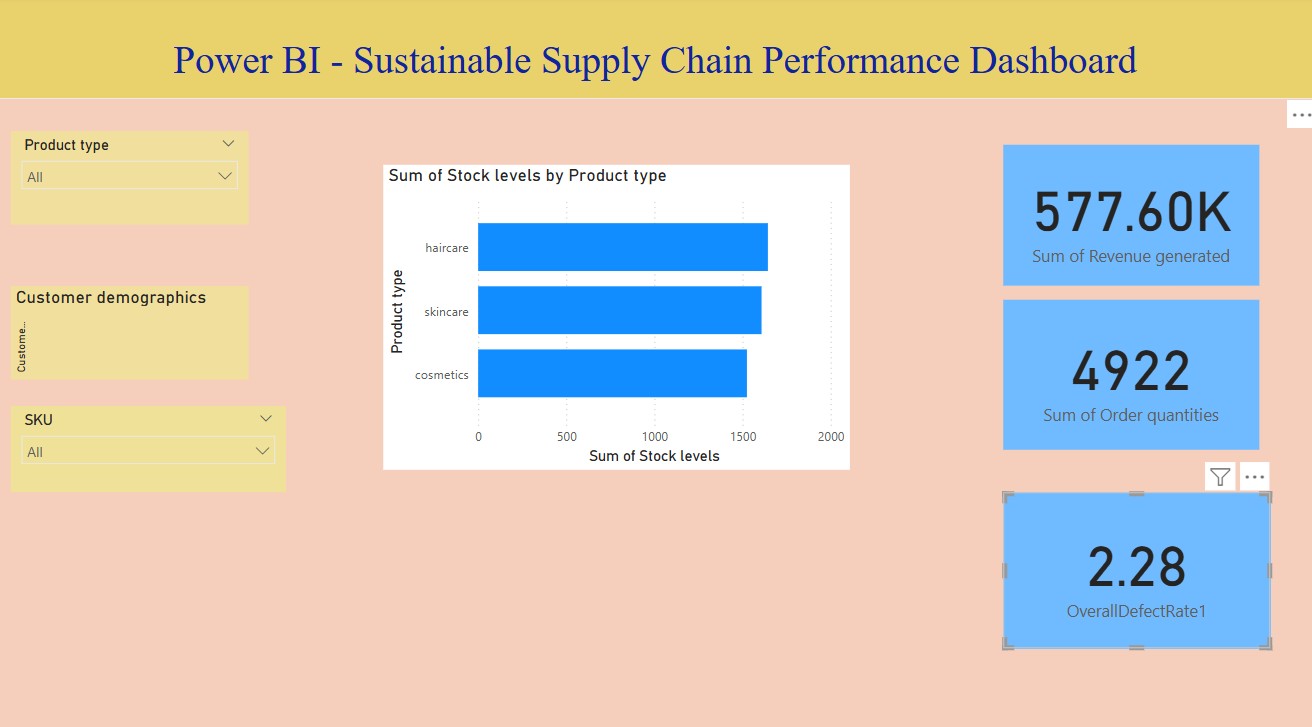 Power BI - Sustainable Supply Chain Performance Dashboard
Product type
All
Customer demographics
Custome...
SKU
All
Sum of Stock levels by Product type
Product type
haircare
skincare
cosmetics
0 500 1000 1500 2000
Sum of Stock levels
577.60K
Sum of Revenue generated
4922
Sum of Order quantities
2.28
OverallDefectRate1